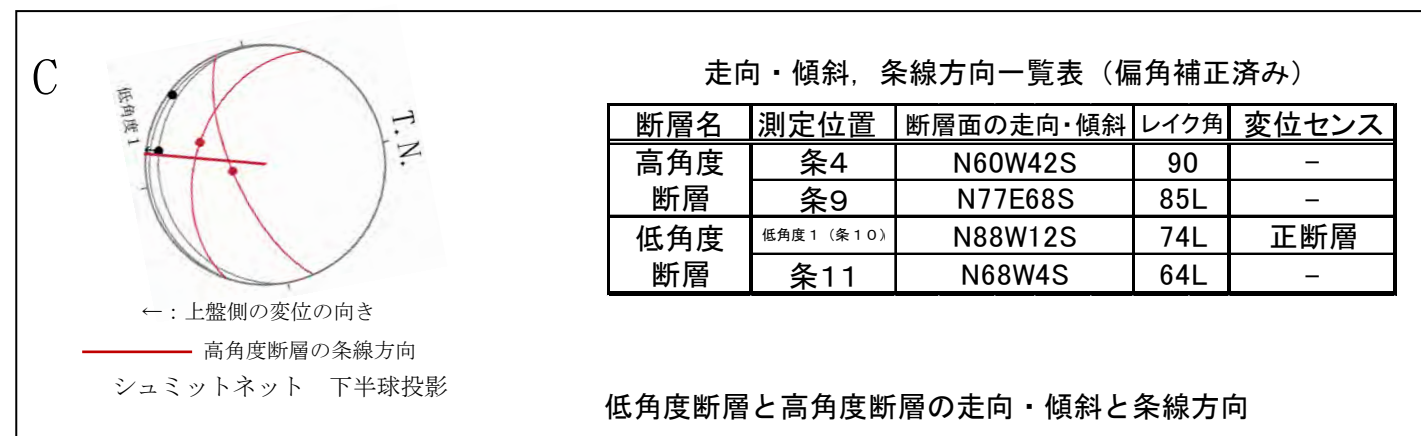 C
低角度1
T.N.
←：上盤側の変位の向き
高角度断層の条線方向
シュミットネット 下半球投影
走向・傾斜，条線方向一覧表（偏角補正済み）
断層名 測定位置 断層面の走向・傾斜 レイク角 変位センス
高角度断層 条4 N60W42S 90 −
条9 N77E68S 85L −
低角度断層 低角度1（条10） N88W12S 74L 正断層
条11 N68W4S 64L −
低角度断層と高角度断層の走向・傾斜と条線方向